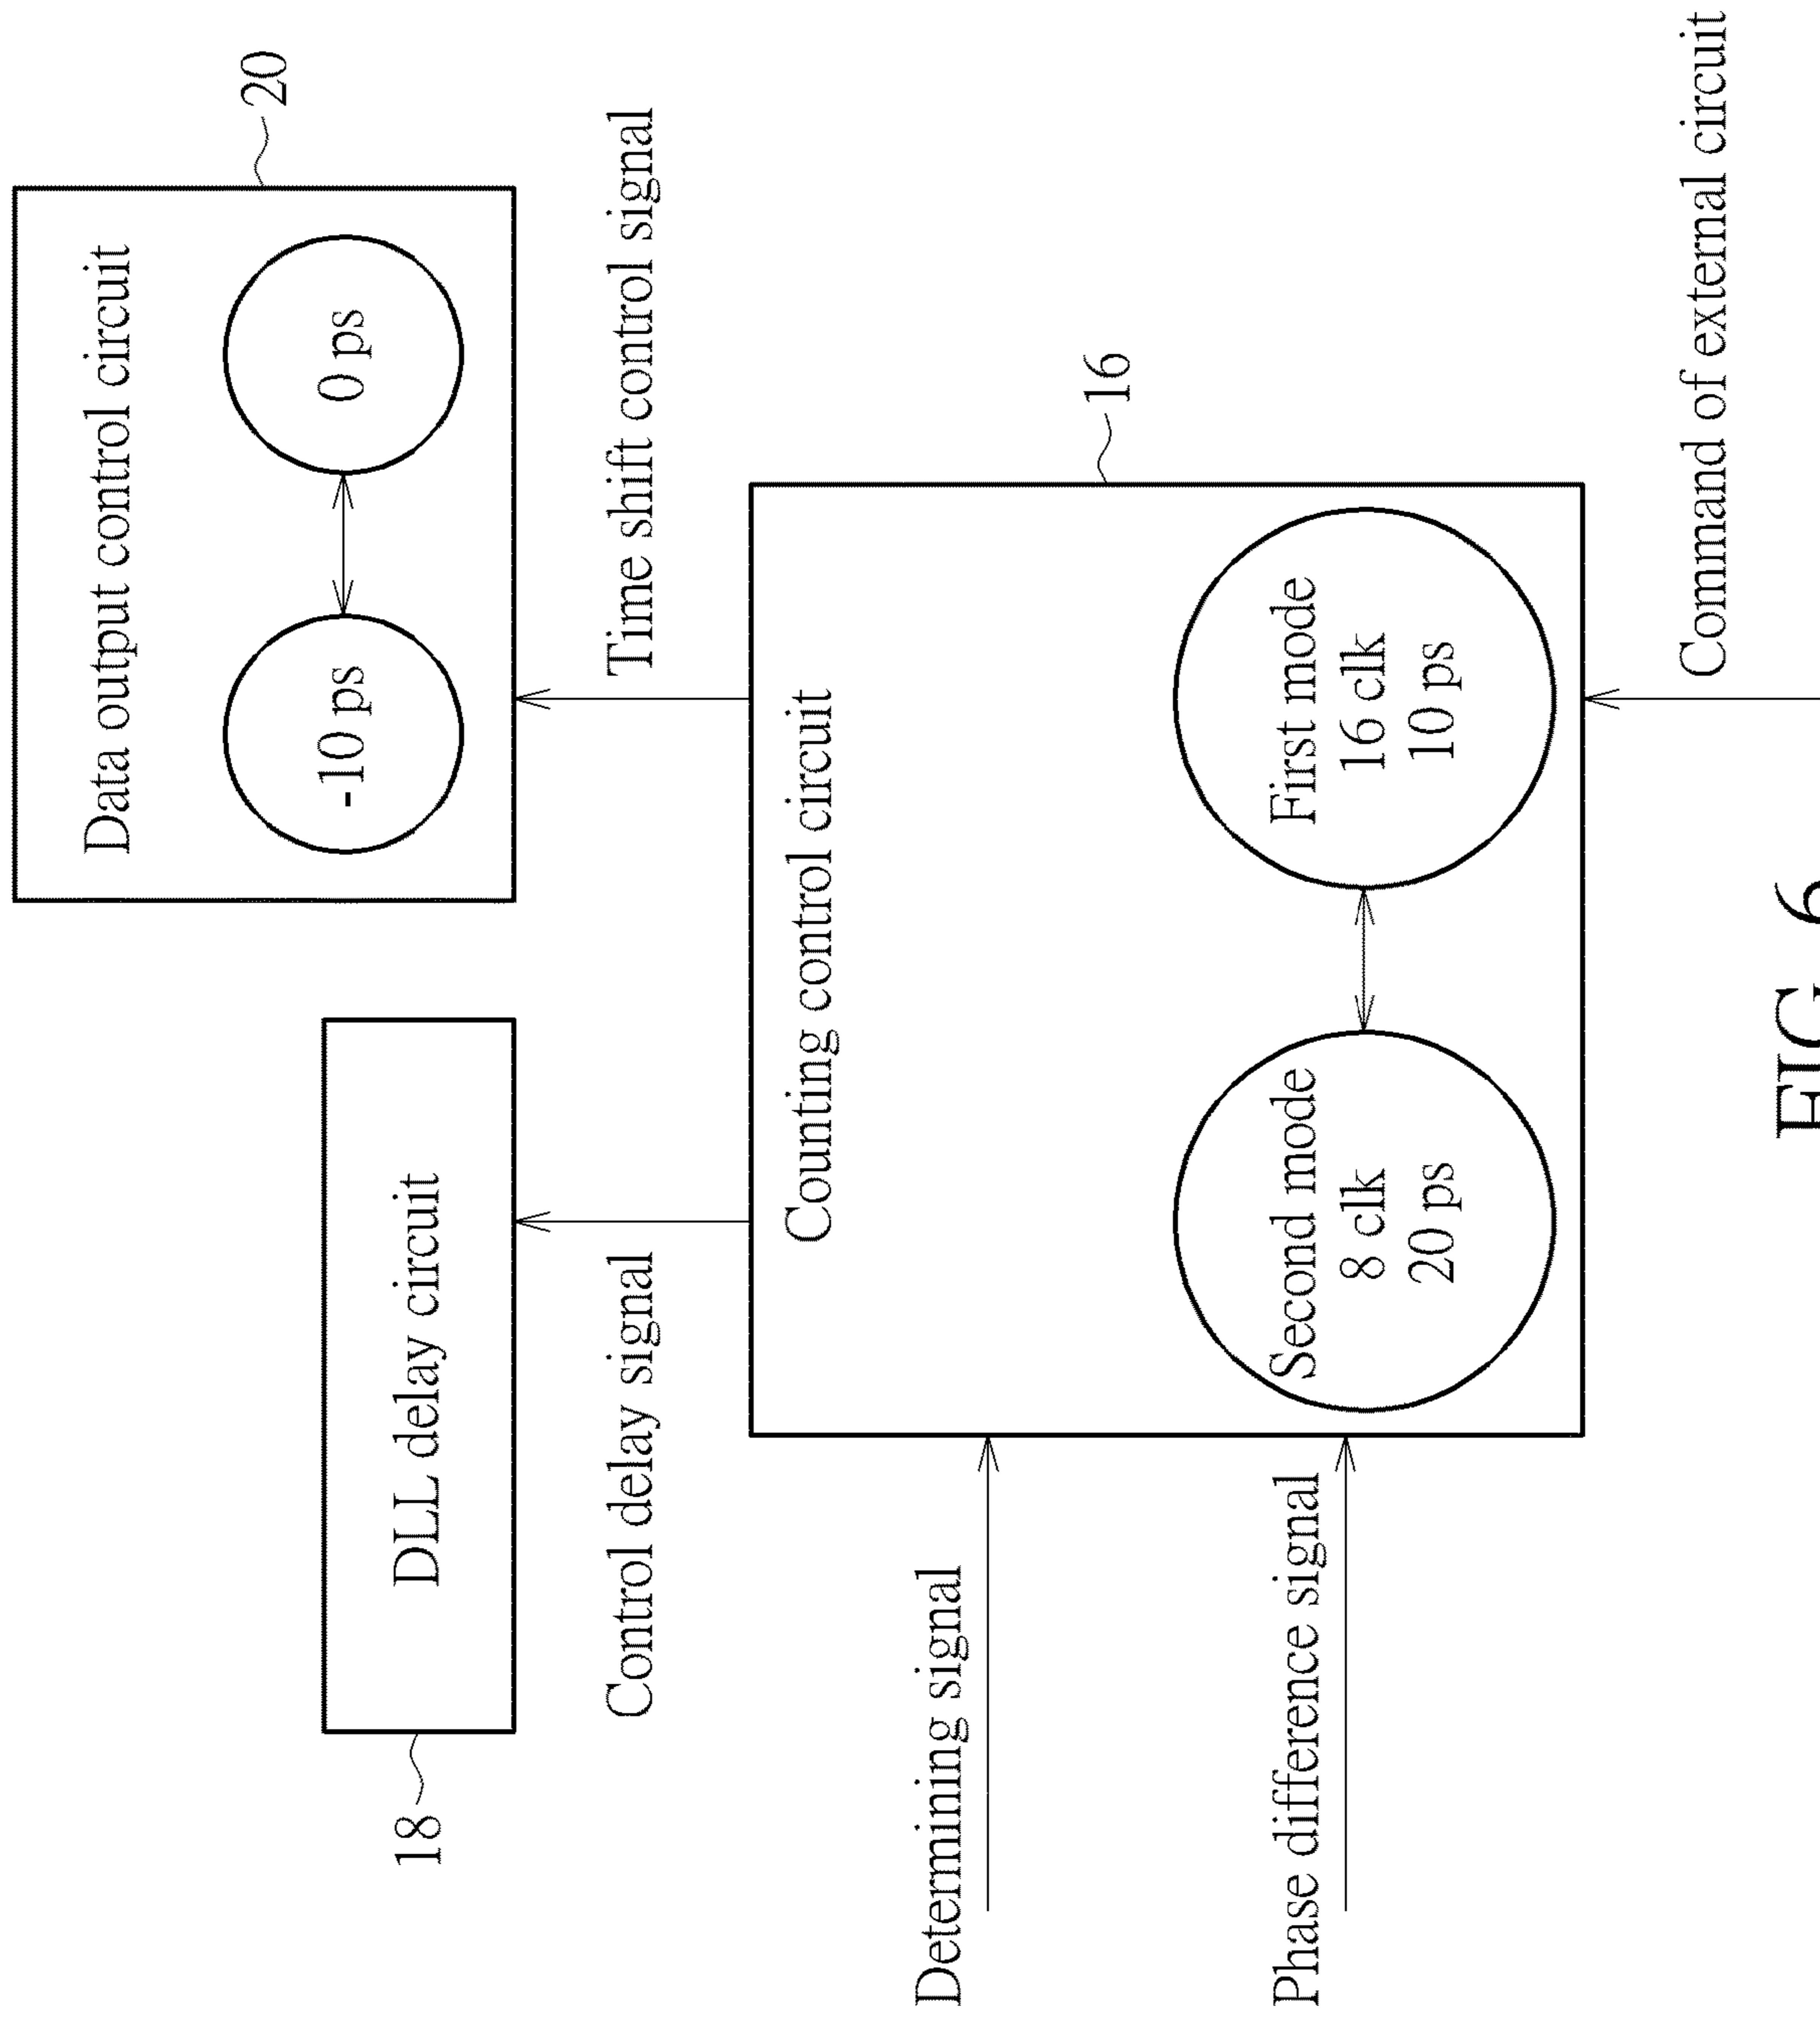 Data output control circuit
-10 ps
0 ps
20
DLL delay circuit
18
Control delay signal
Time shift control signal
Counting control circuit
16
Determining signal
Phase difference signal
Second mode
8 clk
20 ps
First mode
16 clk
10 ps
Command of external circuit
FIG. 6